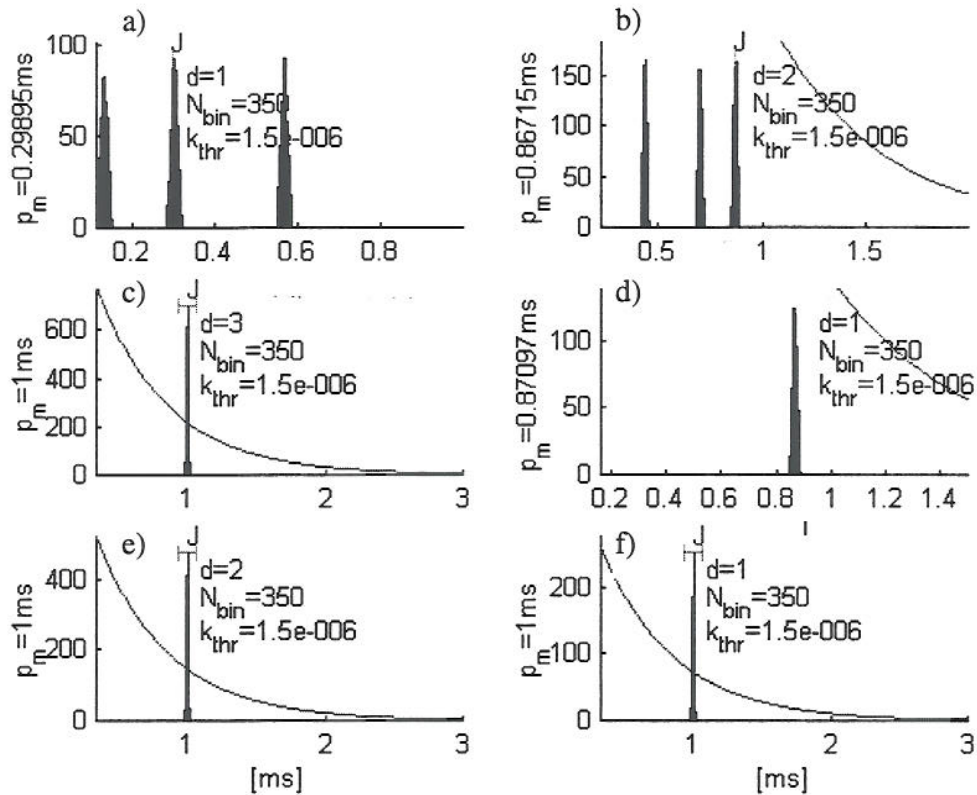 a)
J
100
50
0
p_m=0.29895ms
d=1
N_bin=350
k_thr=1.5e-006
0.2 0.4 0.6 0.8
b)
J
150
100
50
0
p_m=0.86715ms
d=2
N_bin=350
k_thr=1.5e-006
0.5 1 1.5
c)
J
600
400
200
0
p_m=1ms
d=3
N_bin=350
k_thr=1.5e-006
1 2 3
d)
100
50
0
p_m=0.87097ms
d=1
N_bin=350
k_thr=1.5e-006
0.2 0.4 0.6 0.8 1 1.2 1.4
e)
J
400
200
0
p_m=1ms
d=2
N_bin=350
k_thr=1.5e-006
1 2 3
[ms]
f)
J
200
100
0
p_m=1ms
d=1
N_bin=350
k_thr=1.5e-006
1 2 3
[ms]